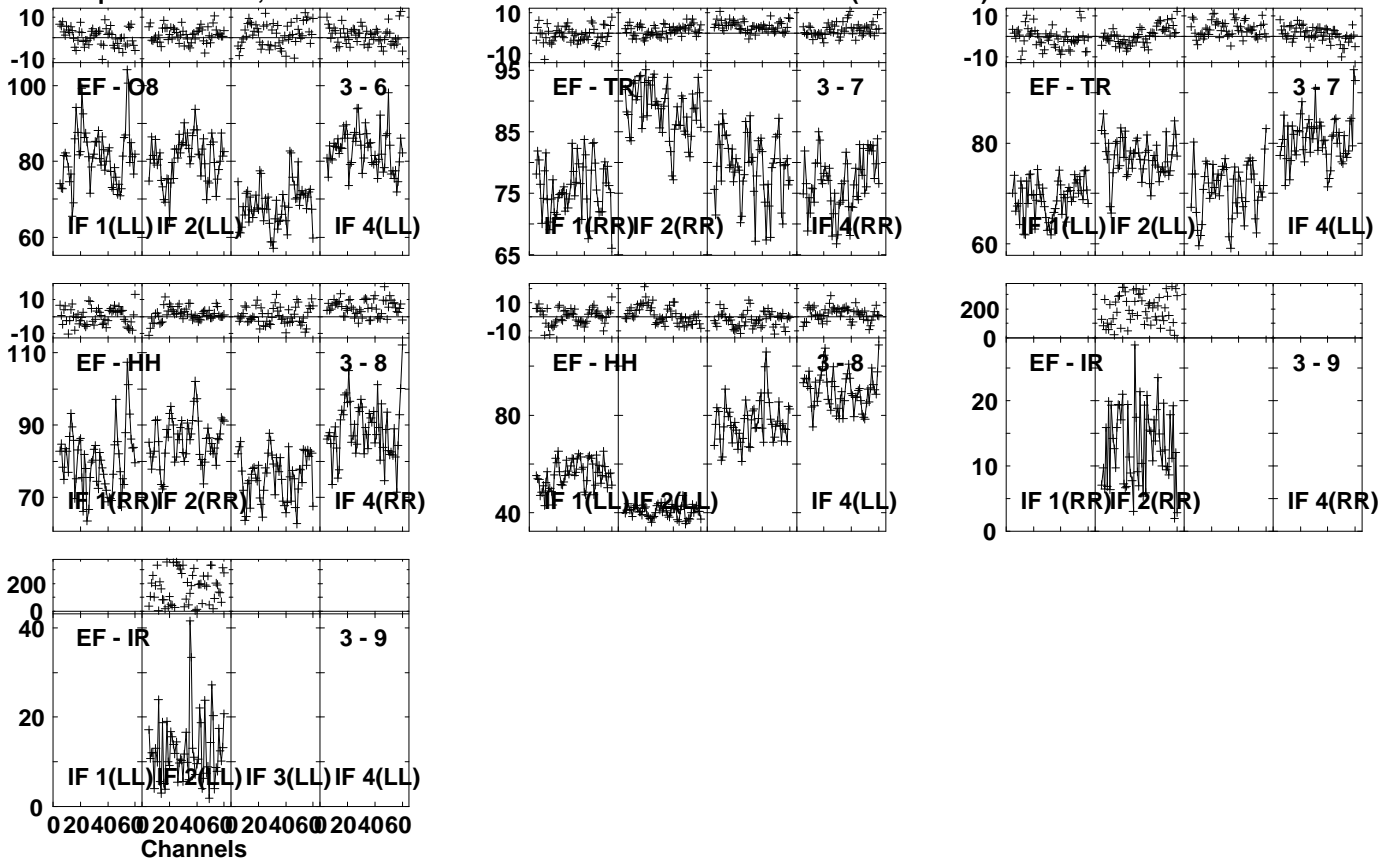 10
-10
EF - O8 3 - 6
100
80
60
IF 1(LL) IF 2(LL) IF 4(LL)
10
-10
EF - TR 3 - 7
95
85
75
65
IF 1(RR) IF 2(RR) IF 4(RR)
10
-10
EF - TR 3 - 7
80
60
IF 1(LL) IF 2(LL) IF 4(LL)
10
-10
EF - HH 3 - 8
110
90
70
IF 1(RR) IF 2(RR) IF 4(RR)
10
-10
EF - HH 3 - 8
80
40
IF 1(LL) IF 2(LL) IF 4(LL)
200
0
EF - IR 3 - 9
20
10
0
IF 1(RR) IF 2(RR) IF 4(RR)
200
0
EF - IR 3 - 9
40
20
0
IF 1(LL) IF 2(LL) IF 3(LL) IF 4(LL)
0 20 40 60 0 20 40 60 0 20 40 60 0 20 40 60
Channels